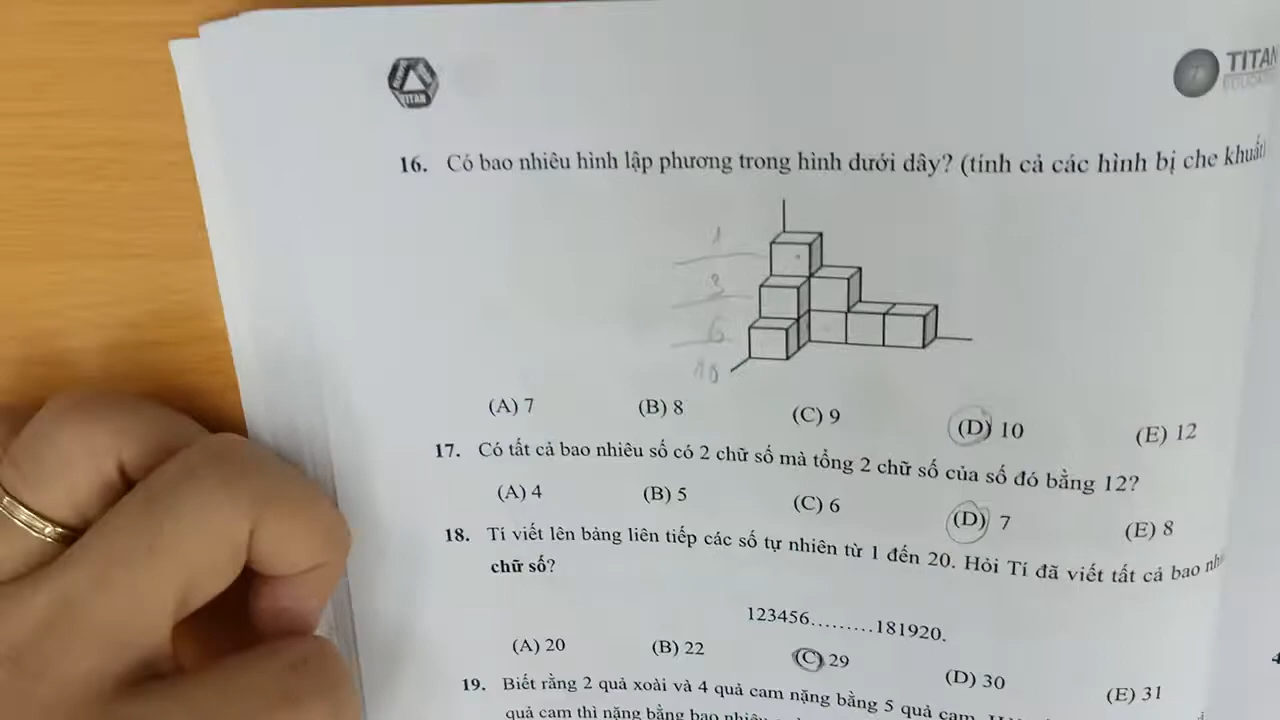 TITAN
TITAN
16. Có bao nhiêu hình lập phương trong hình dưới dây? (tính cả các hình bị che khuất)
1
3
6
10
(A) 7 (B) 8 (C) 9 (D) 10 (E) 12
17. Có tất cả bao nhiêu số có 2 chữ số mà tổng 2 chữ số của số đó bằng 12?
(A) 4 (B) 5 (C) 6 (D) 7 (E) 8
18. Tí viết lên bảng liên tiếp các số tự nhiên từ 1 đến 20. Hỏi Tí đã viết tất cả bao
chữ số?
123456.........181920.
(A) 20 (B) 22 (C) 29 (D) 30 (E) 31
19. Biết rằng 2 quả xoài và 4 quả cam nặng bằng 5 quả cam.
quả cam thì nặng bằng bao